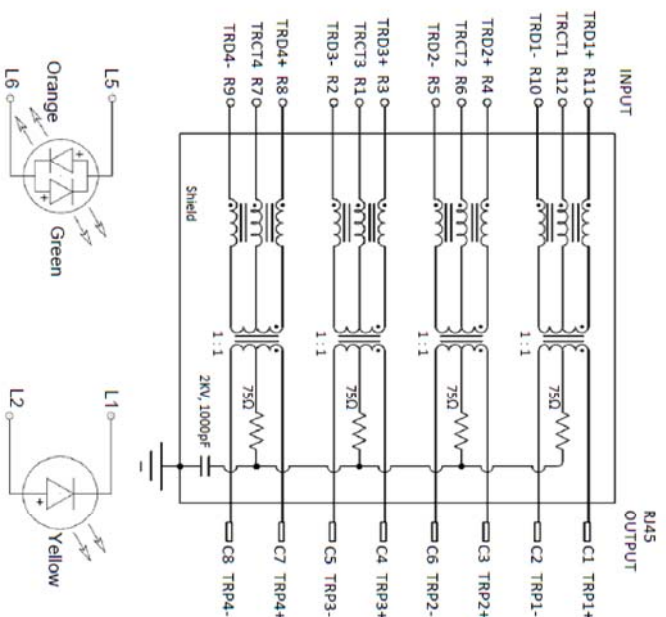 RJ45
INPUT
OUTPUT
TRD1+ R11
C1 TRP1+
TRCT1 R12
75Ω
TRD1- R10
1 : 1
C2 TRP1-
TRD2+ R4
C3 TRP2+
TRCT2 R6
75Ω
TRD2- R5
1 : 1
C6 TRP2-
TRD3+ R3
C4 TRP3+
TRCT3 R1
75Ω
TRD3- R2
1 : 1
C5 TRP3-
TRD4+ R8
C7 TRP4+
TRCT4 R7
75Ω
TRD4- R9
1 : 1
C8 TRP4-
2KV, 1000pF
Shield
L5
Green
L1
Yellow
Orange
L6
L2